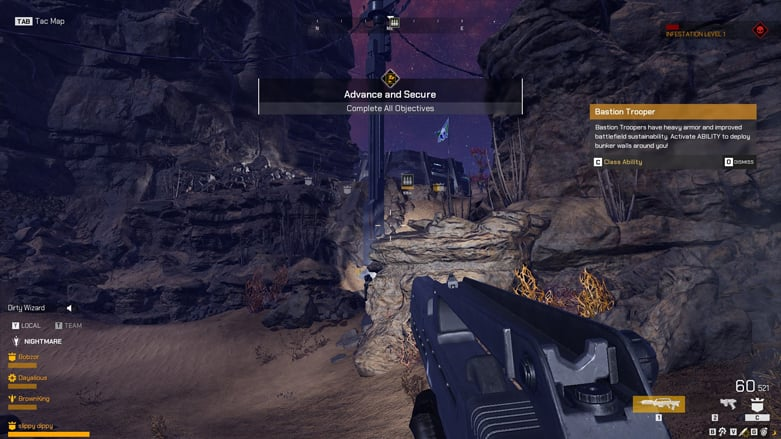 TAB Tac Map
N
E
INFESTATION LEVEL 1
Advance and Secure
Complete All Objectives
Bastion Trooper
Bastion Troopers have heavy armor and improved
battlefield sustainability. Activate ABILITY to deploy
bunker walls around you!
C Class Ability
DISMISS
Dirty Wizard
Y LOCAL
TEAM
NIGHTMARE
Bobzor
BrownKing
slippy dippy
60 521
1
2
C